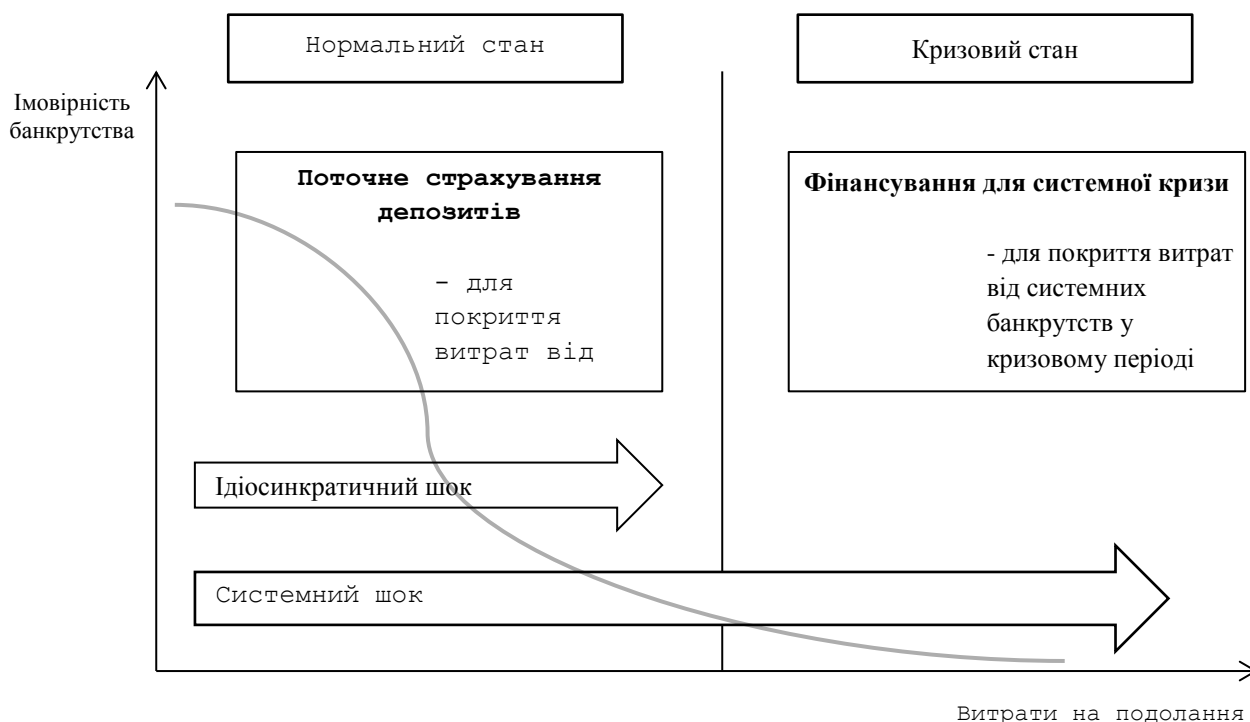 Нормальний стан
Кризовий стан
Імовірність
банкрутства
Поточне страхування
депозитів
- для
покриття
витрат від
Фінансування для системної кризи
- для покриття витрат
від системних
банкрутств у
кризовому періоді
Ідіосинкратичний шок
Системний шок
Витрати на подолання